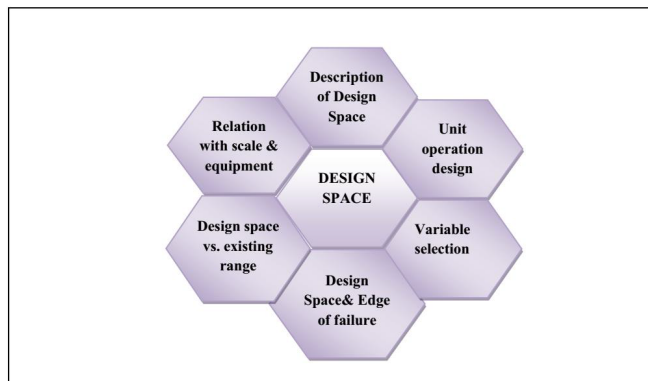 Description
of Design
Space
Relation
with scale &
equipment
Unit
operation
design
DESIGN
SPACE
Design space
vs. existing
range
Variable
selection
Design
Space& Edge
of failure